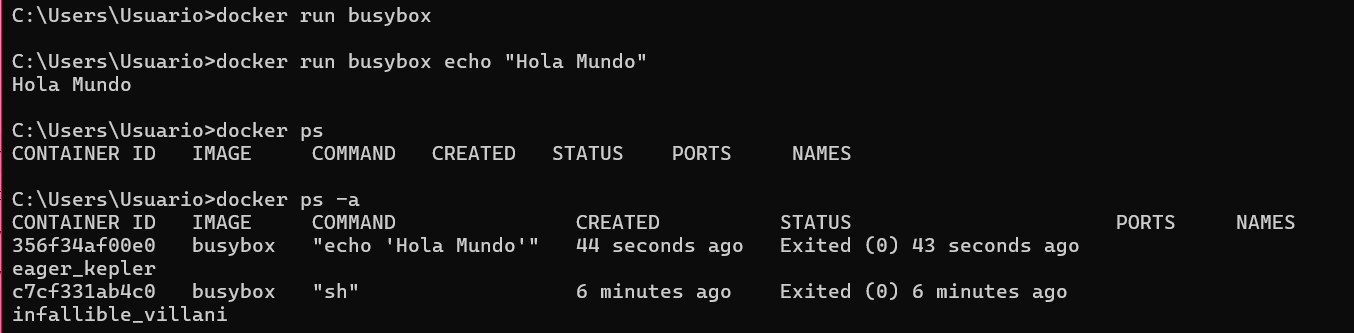 C:\Users\Usuario>docker run busybox
C:\Users\Usuario>docker run busybox echo "Hola Mundo"
Hola Mundo
C:\Users\Usuario>docker ps
CONTAINER ID   IMAGE     COMMAND   CREATED   STATUS    PORTS     NAMES
C:\Users\Usuario>docker ps -a
CONTAINER ID   IMAGE     COMMAND               CREATED          STATUS                      PORTS     NAMES
356f34af00e0   busybox   "echo 'Hola Mundo'"   44 seconds ago   Exited (0) 43 seconds ago
eager_kepler
c7cf331ab4c0   busybox   "sh"                  6 minutes ago    Exited (0) 6 minutes ago
infallible_villani